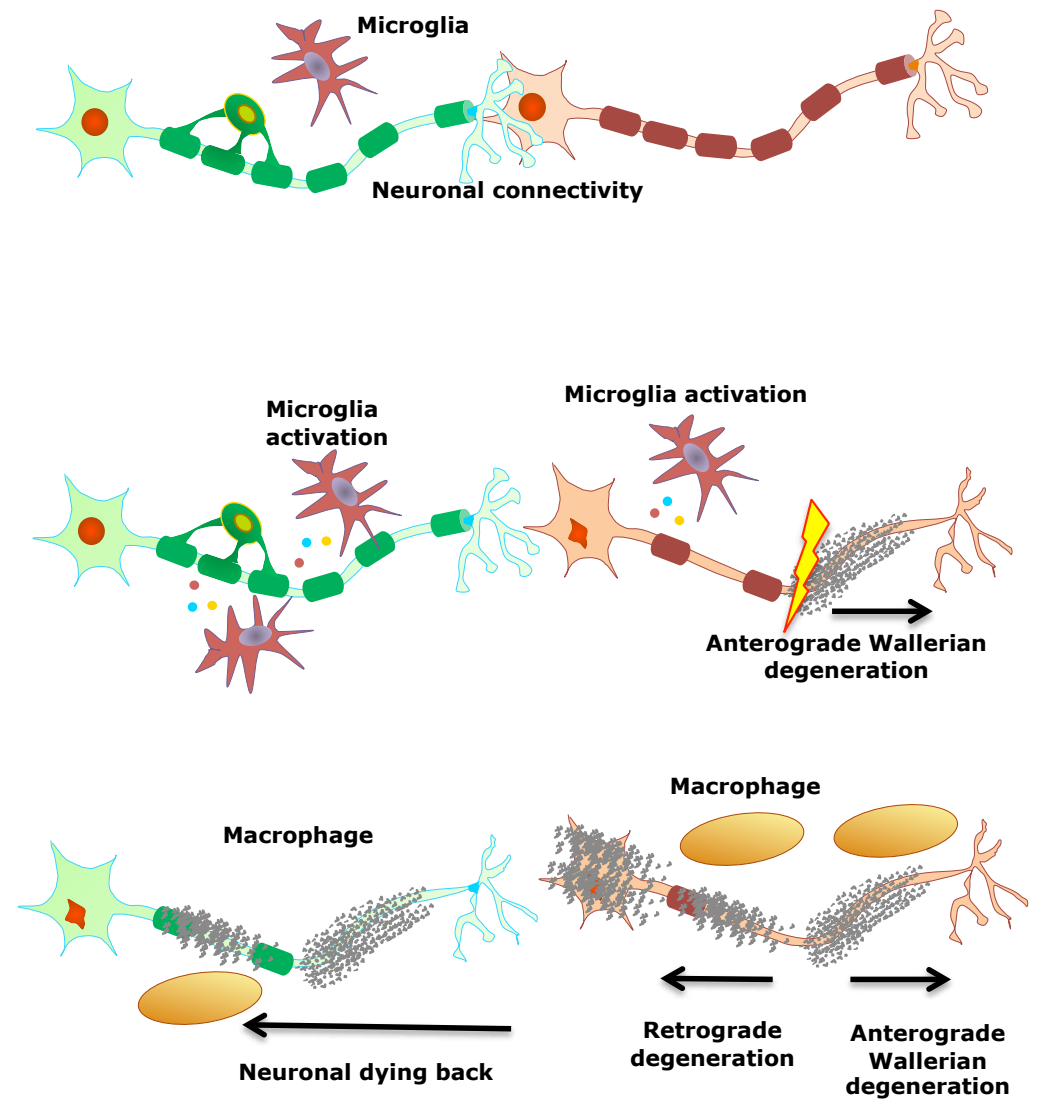 Microglia
Neuronal connectivity
Microglia activation
Microglia
activation
Anterograde Wallerian
degeneration
Macrophage
Macrophage
Retrograde
degeneration
Anterograde
Wallerian
degeneration
Neuronal dying back